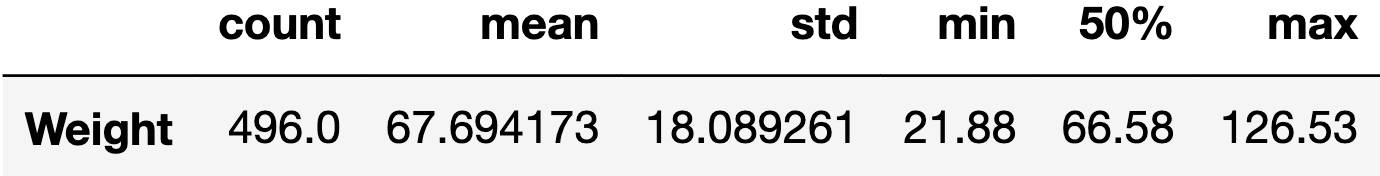 count mean std min 50% max
Weight 496.0 67.694173 18.089261 21.88 66.58 126.53